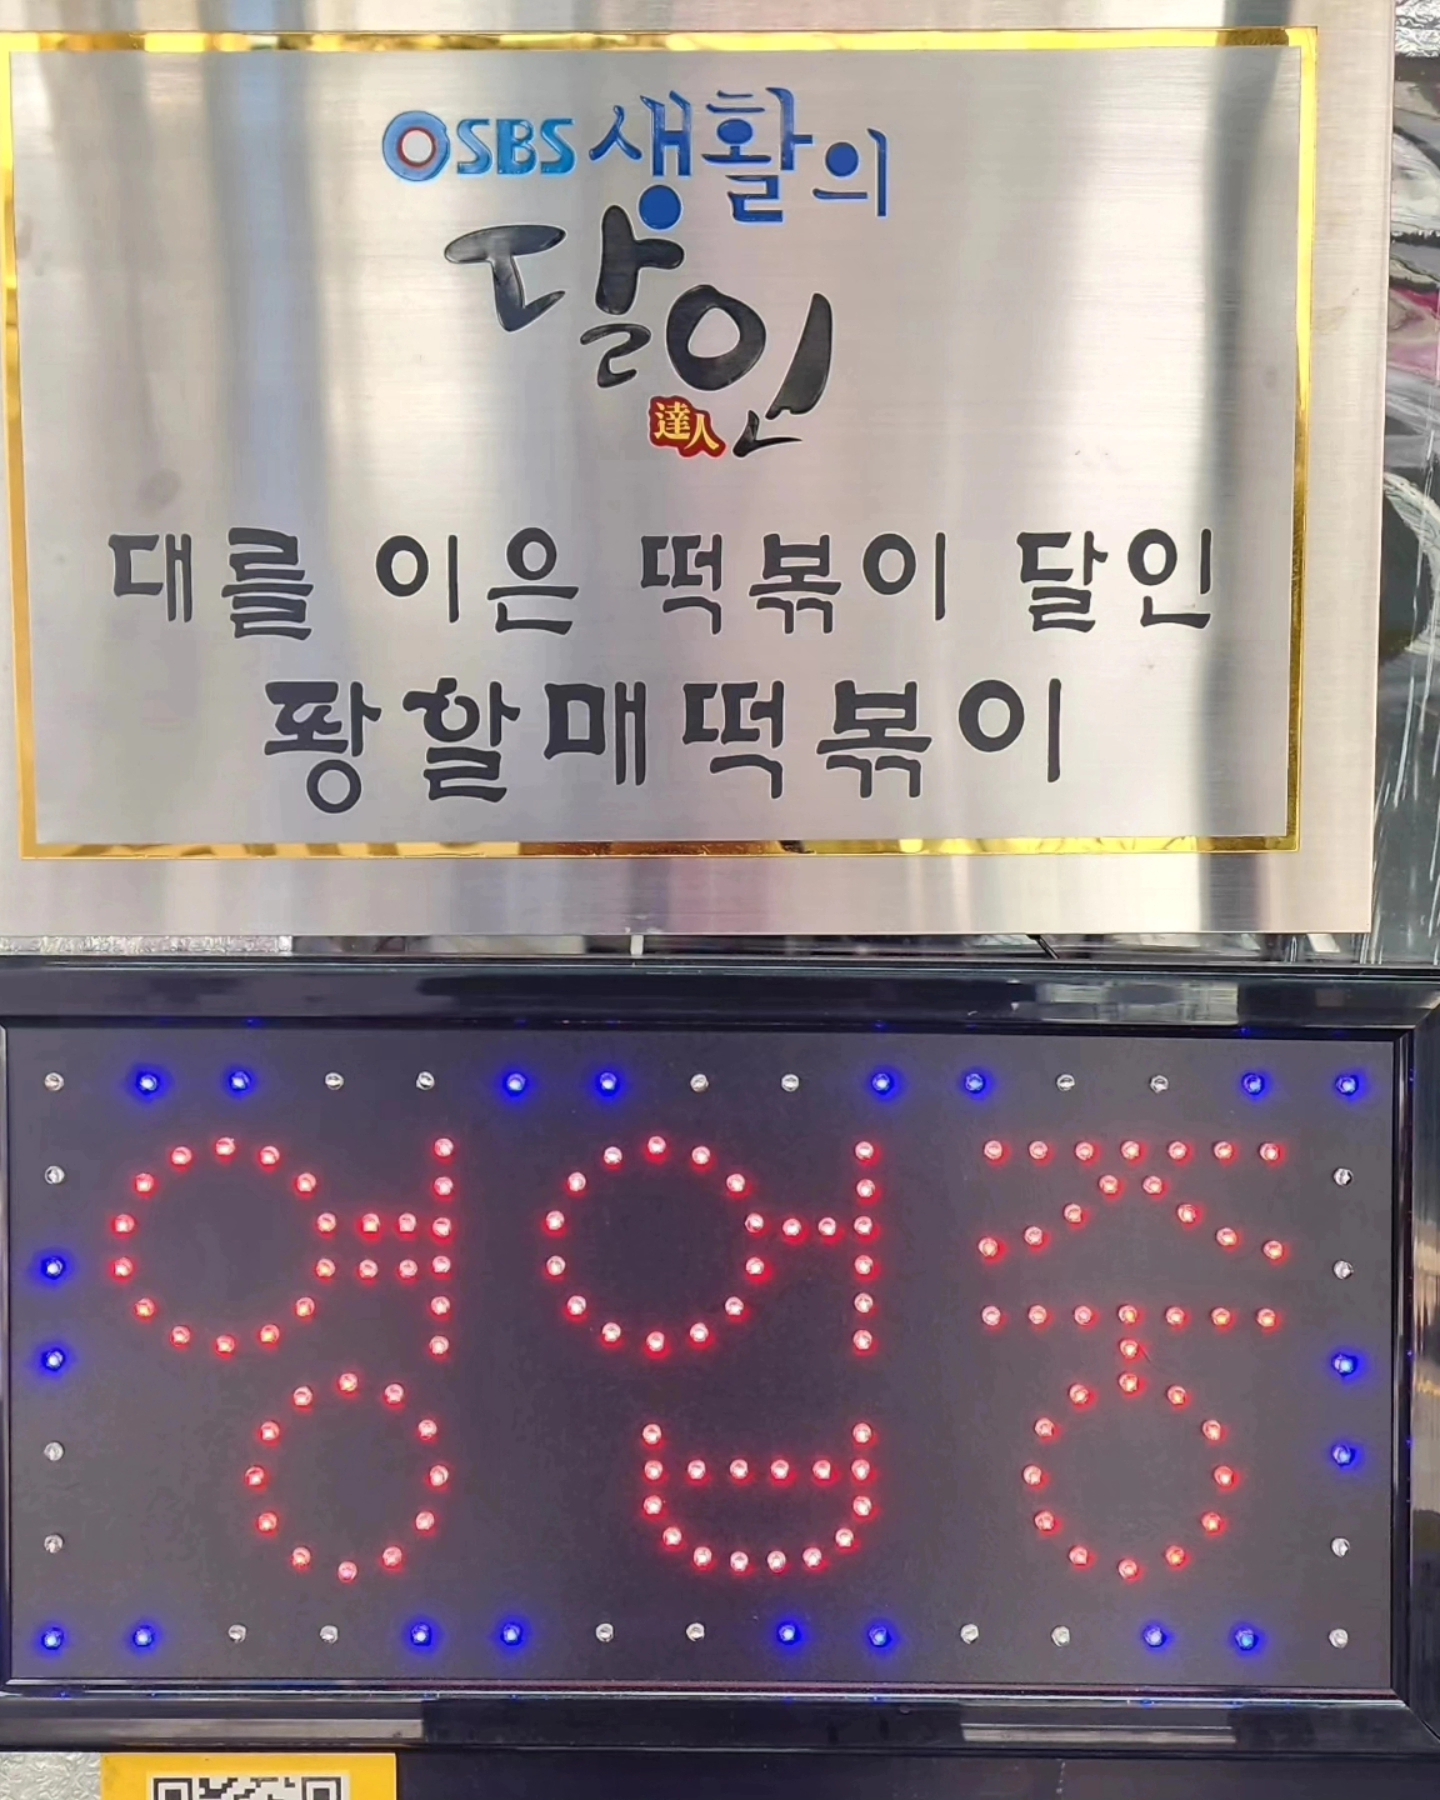 SBS 생활의
달인
達人
대를 이은 떡볶이 달인
팡할매떡볶이
영업중